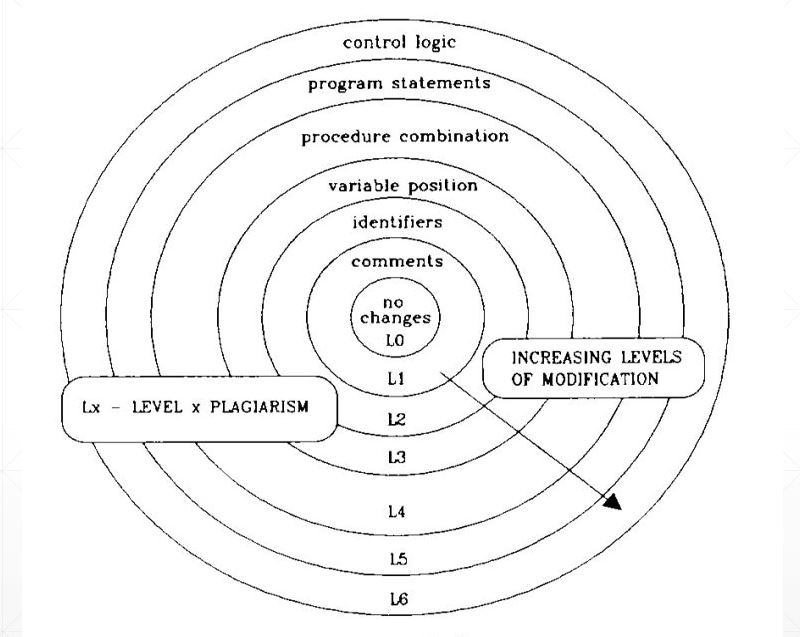 control logic
program statements
procedure combination
variable position
identifiers
comments
no
changes
L0
INCREASING LEVELS
OF MODIFICATION
L1
Lx - LEVEL x PLAGIARISM
L2
L3
L4
L5
L6